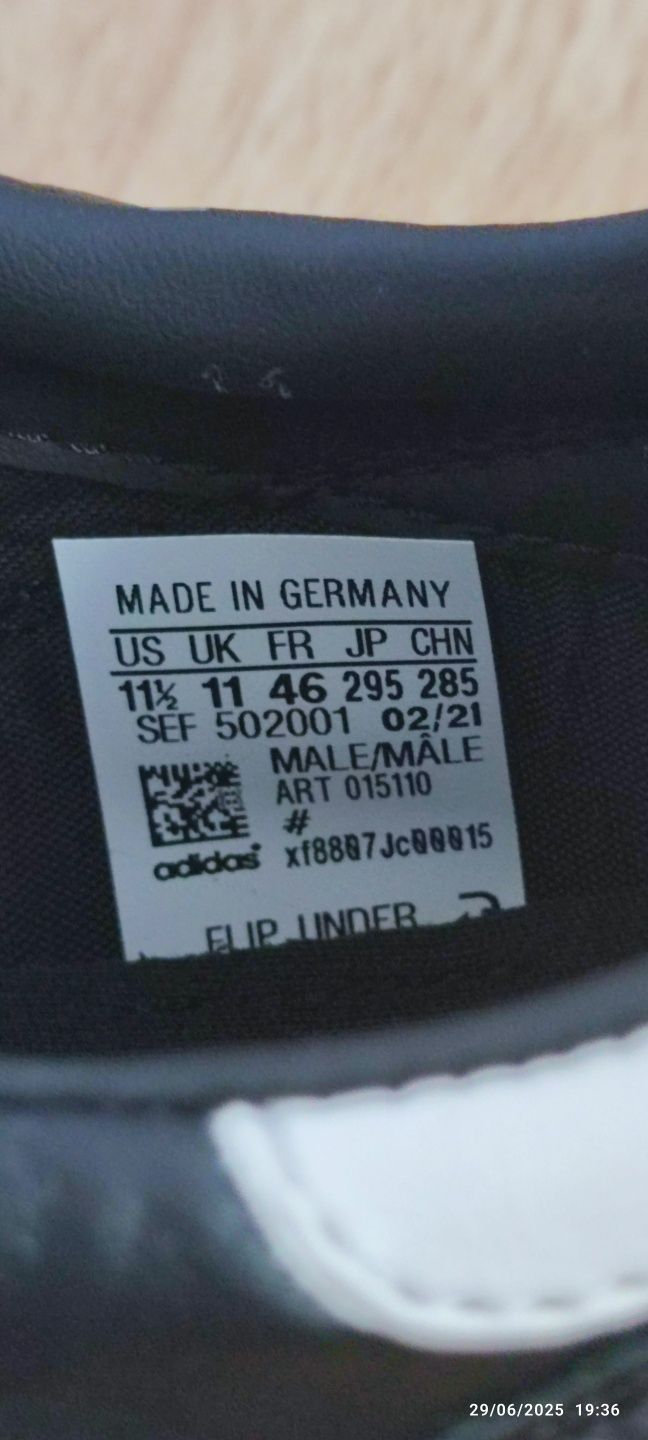 MADE IN GERMANY
US UK FR JP CHN
11½ 11 46 295 285
SEF 502001 02/21
MALE/MÂLE
ART 015110
#
xf8807Jc00015
adidas
FLIP UNDER
29/06/2025 19:36